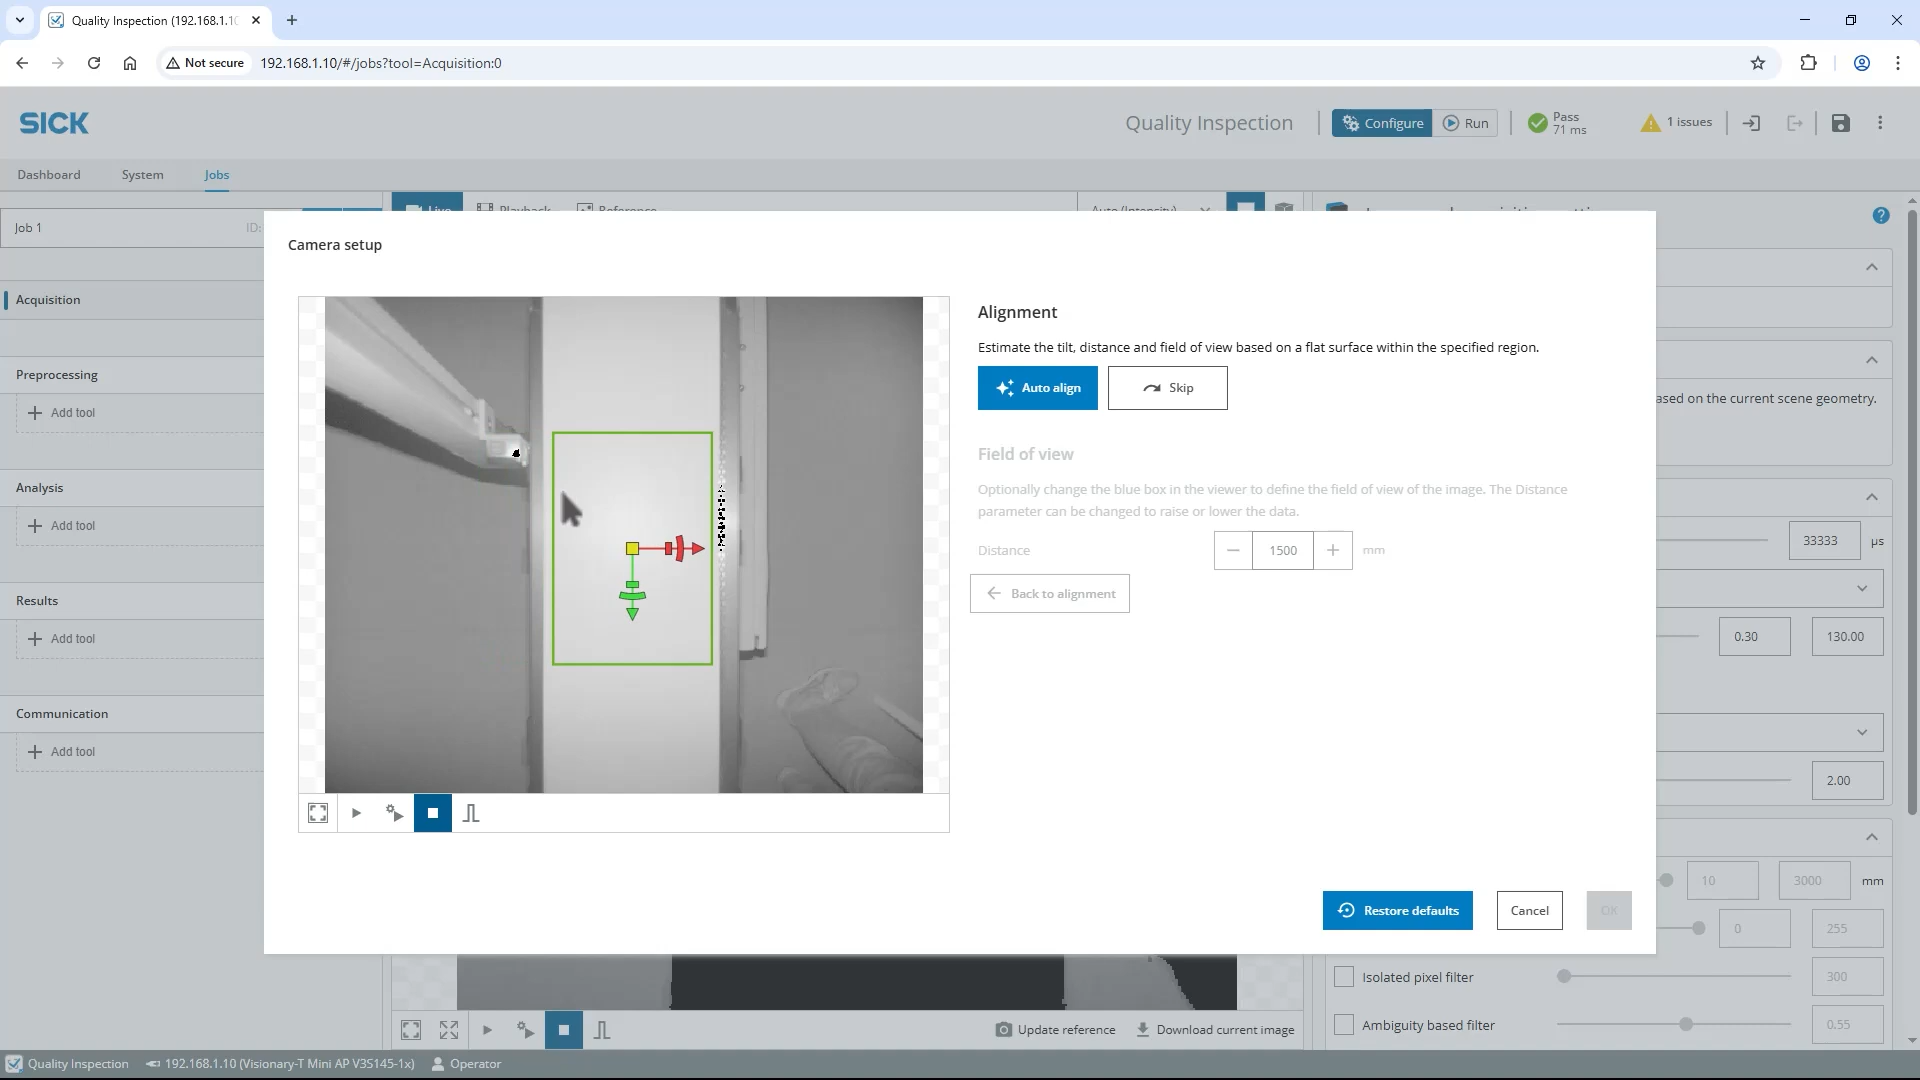 Quality Inspection (192.168.1.10
Not secure
192.168.1.10/#/jobs?tool=Acquisition:0
SICK
Quality Inspection
Configure
Run
Pass
71 ms
1 issues
Dashboard
System
Jobs
Live
Playback
Reference
Auto (Intensity)
Job 1
ID:
Camera setup
Acquisition
Preprocessing
Add tool
Analysis
Add tool
Results
Add tool
Communication
Add tool
Alignment
Estimate the tilt, distance and field of view based on a flat surface within the specified region.
Auto align
Skip
Field of view
Optionally change the blue box in the viewer to define the field of view of the image. The Distance
parameter can be changed to raise or lower the data.
Distance
1500
mm
Back to alignment
Restore defaults
Cancel
OK
ased on the current scene geometry.
33333
µs
0.30
130.00
2.00
10
3000
mm
0
255
Isolated pixel filter
300
Ambiguity based filter
0.55
Update reference
Download current image
Quality Inspection
192.168.1.10 (Visionary-T Mini AP V3S145-1x)
Operator